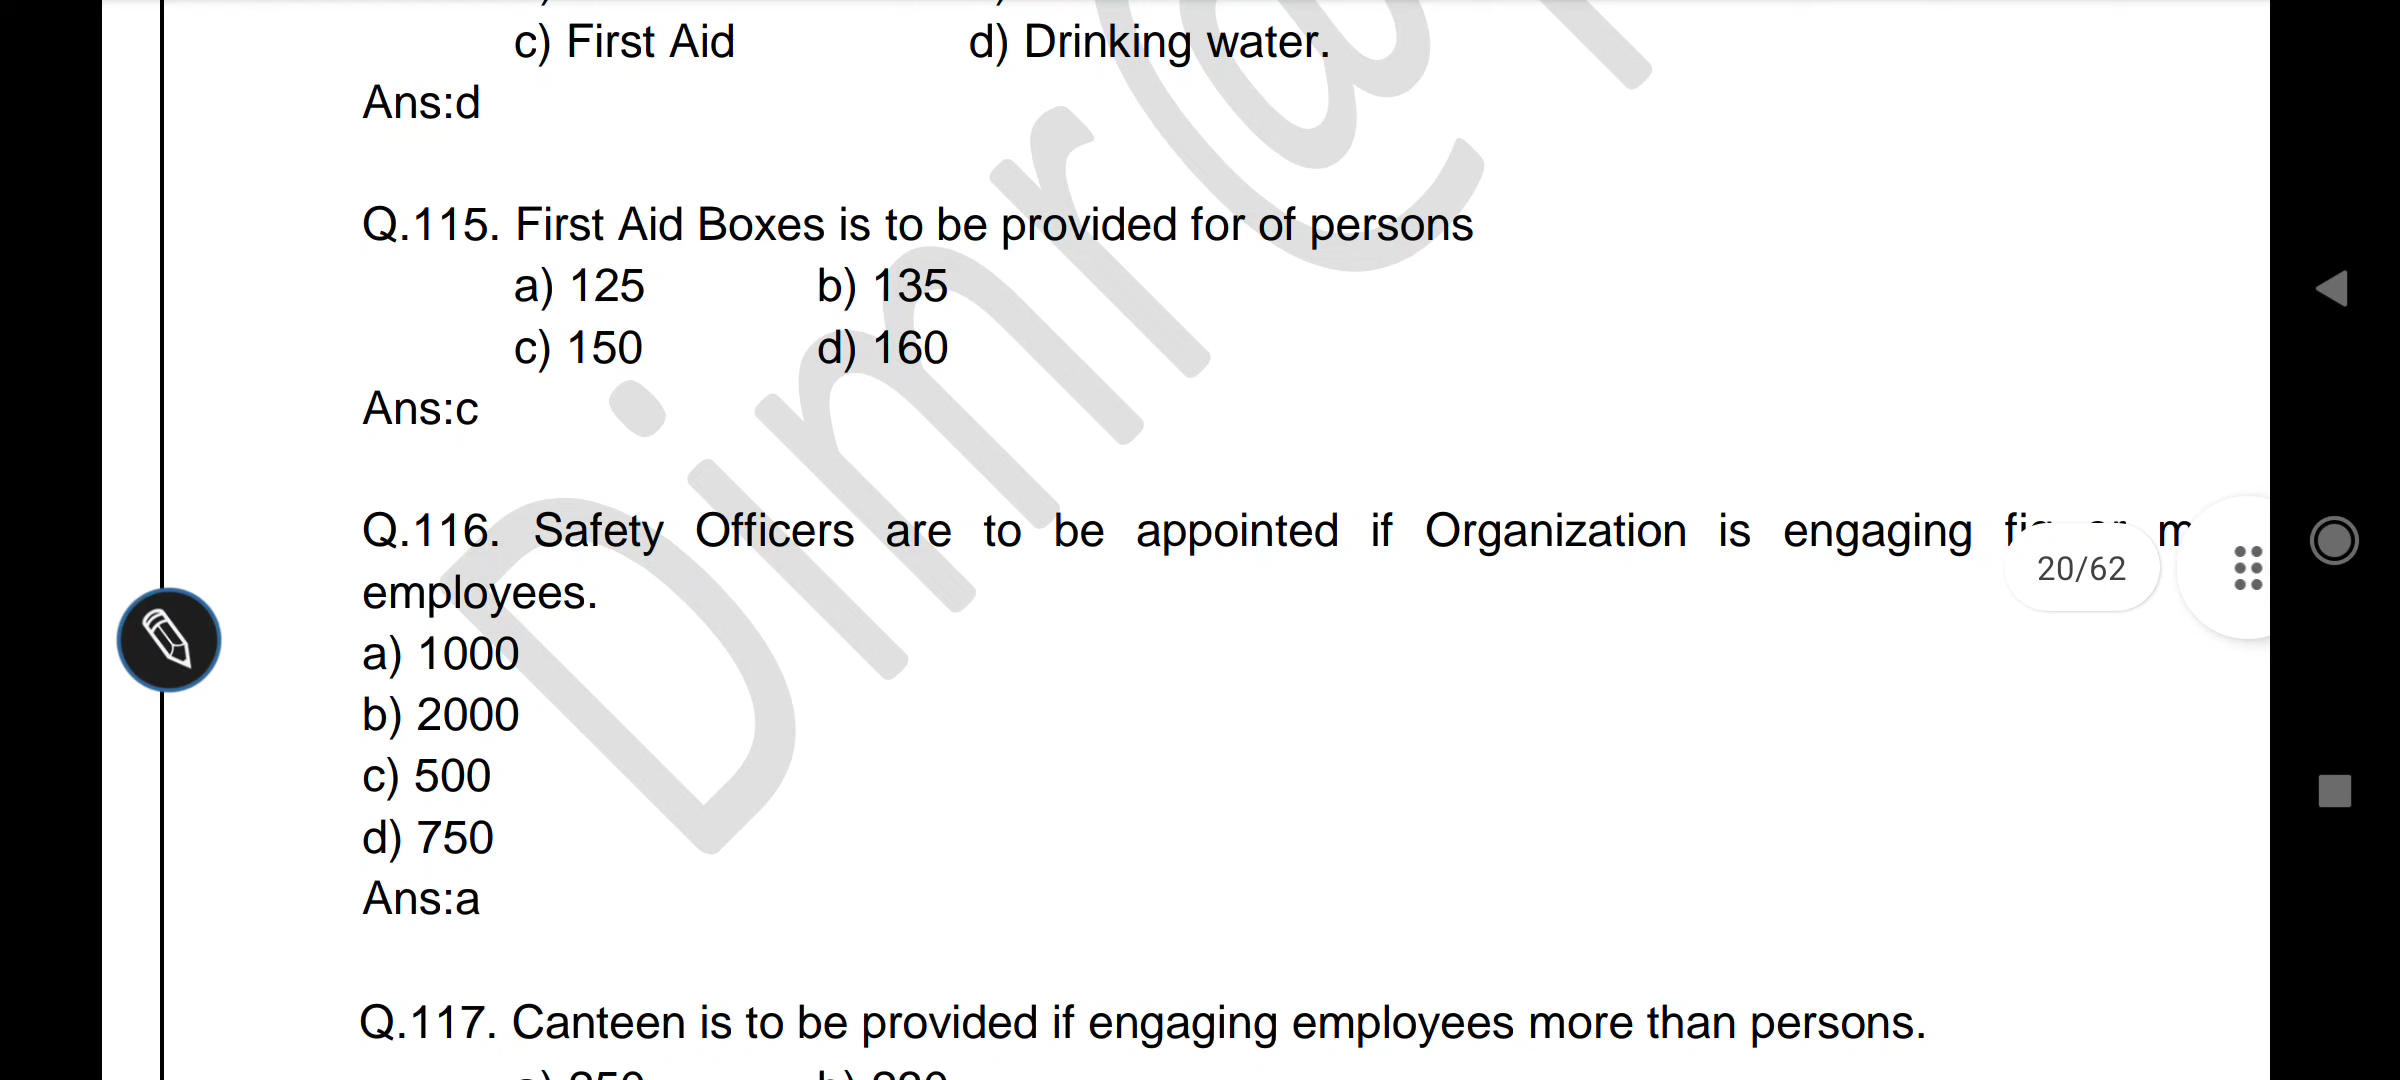 c) First Aid d) Drinking water.
Ans:d
Q.115. First Aid Boxes is to be provided for of persons
a) 125 b) 135
c) 150 d) 160
Ans:c
Q.116. Safety Officers are to be appointed if Organization is engaging
employees.
20/62
a) 1000
b) 2000
c) 500
d) 750
Ans:a
Q.117. Canteen is to be provided if engaging employees more than persons.
Dimr@